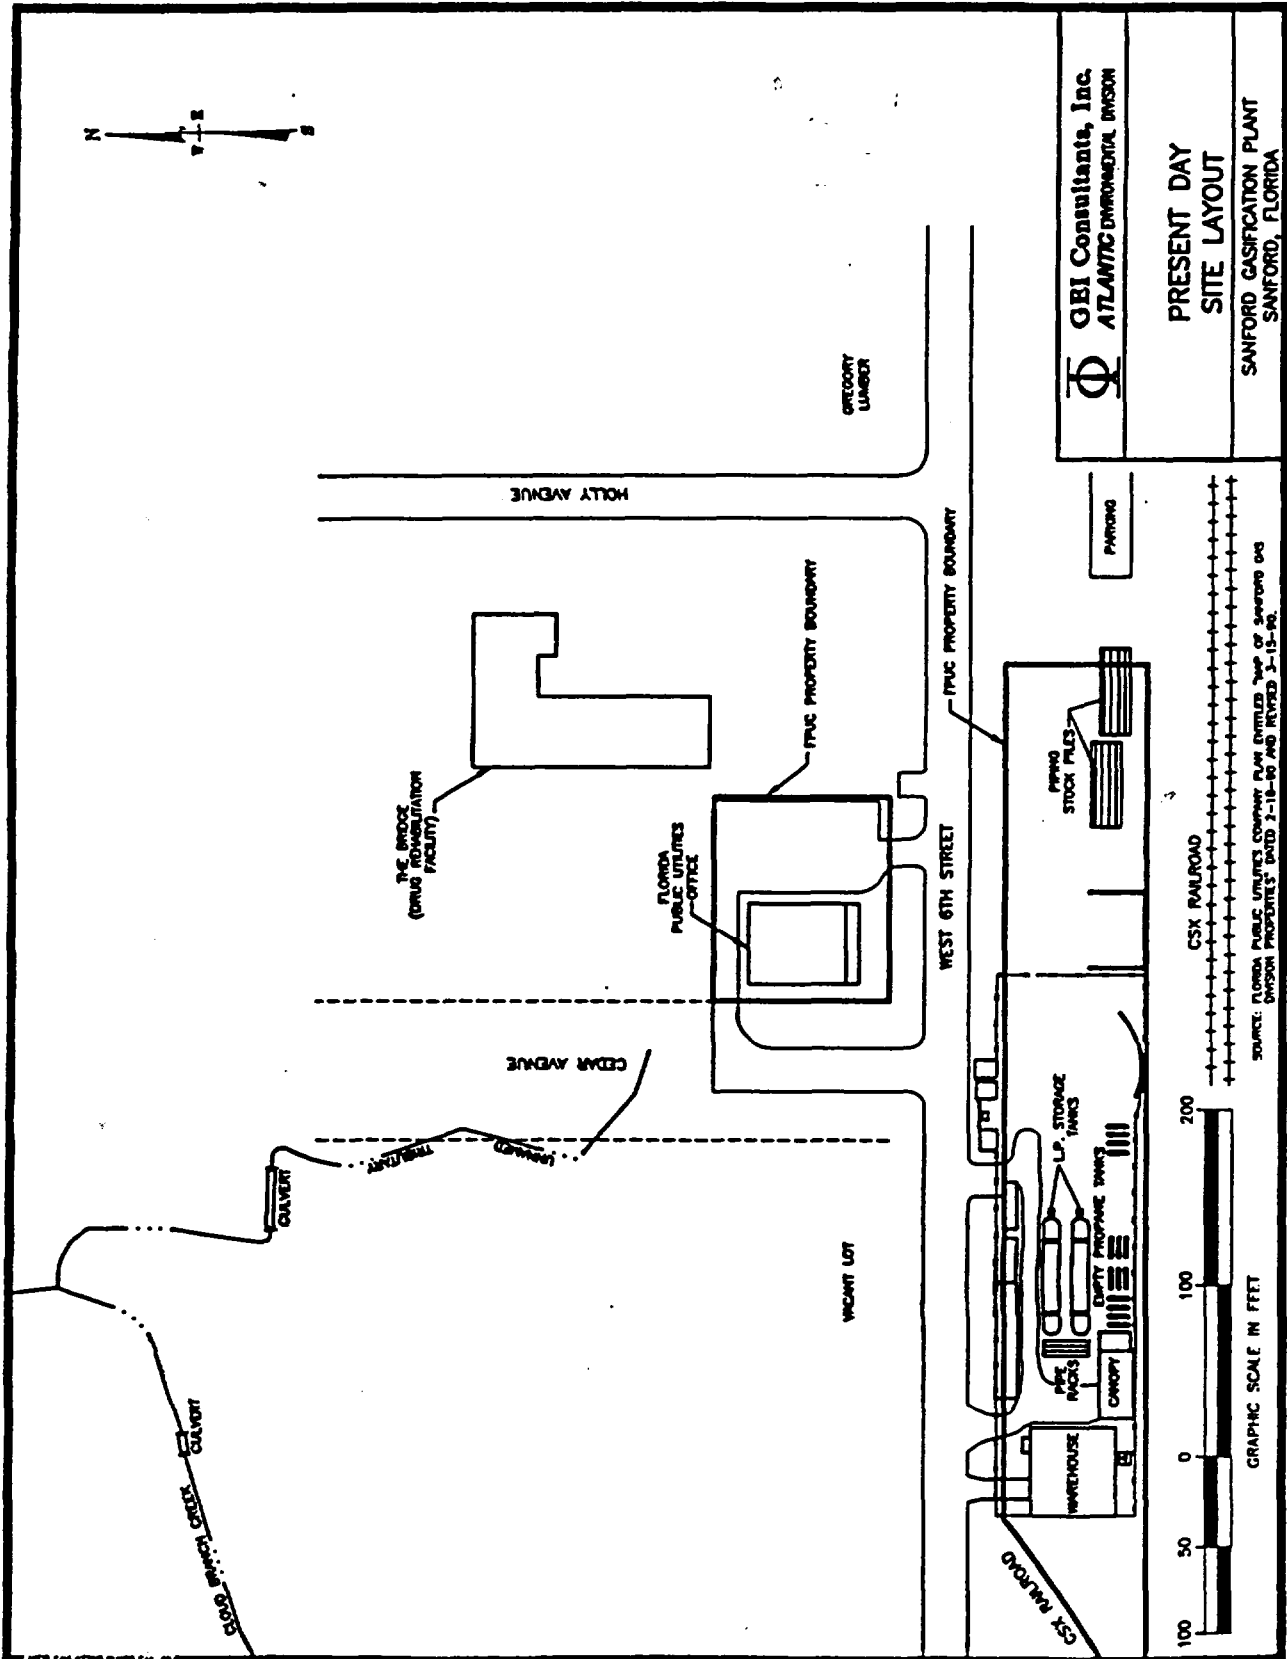 N
W E
S
CULVERT
CULVERT
CLOUD BRANCH CREEK
UNNAMED
TRIBUTARY
CEDAR AVENUE
HOLLY AVENUE
THE BRIDGE
(DRUG REHABILITATION
FACILITY)
FLORIDA
PUBLIC UTILITIES
OFFICE
FPUC PROPERTY BOUNDARY
GREGORY
LUMBER
VACANT LOT
WEST 6TH STREET
FPUC PROPERTY BOUNDARY
CSX RAILROAD
WAREHOUSE
PIPE
RACKS
CANOPY
L.P. STORAGE
TANKS
EMPTY PROPANE TANKS
PIPING
STOCK PILES
PARKING
CSX RAILROAD
100 50 0 100 200
GRAPHIC SCALE IN FEET
SOURCE: FLORIDA PUBLIC UTILITIES COMPANY PLAN ENTITLED "MAP OF SANFORD GAS
DIVISION PROPERTIES" DATED 2-18-80 AND REVISED 3-15-90.
GEI Consultants, Inc.
ATLANTIC ENVIRONMENTAL DIVISION
PRESENT DAY
SITE LAYOUT
SANFORD GASIFICATION PLANT
SANFORD, FLORIDA